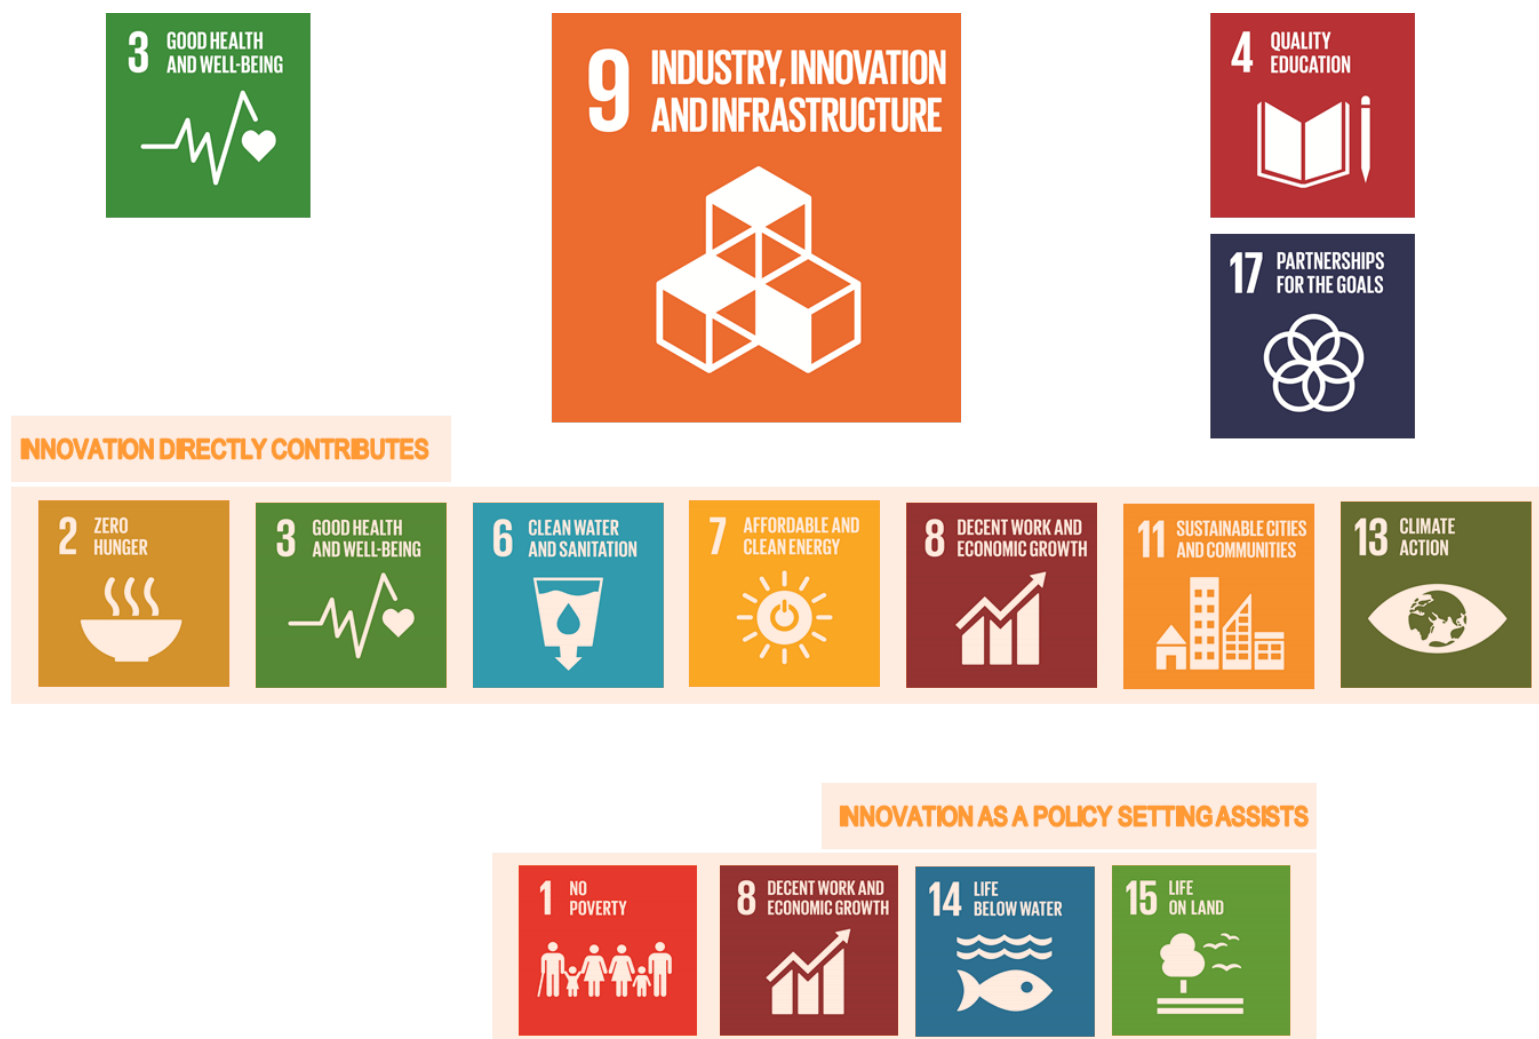 3 GOOD HEALTH
AND WELL-BEING
9 INDUSTRY, INNOVATION
AND INFRASTRUCTURE
4 QUALITY
EDUCATION
17 PARTNERSHIPS
FOR THE GOALS
INNOVATION DIRECTLY CONTRIBUTES
2 ZERO
HUNGER
3 GOOD HEALTH
AND WELL-BEING
6 CLEAN WATER
AND SANITATION
7 AFFORDABLE AND
CLEAN ENERGY
8 DECENT WORK AND
ECONOMIC GROWTH
11 SUSTAINABLE CITIES
AND COMMUNITIES
13 CLIMATE
ACTION
INNOVATION AS A POLICY SETTING ASSISTS
1 NO
POVERTY
8 DECENT WORK AND
ECONOMIC GROWTH
14 LIFE
BELOW WATER
15 LIFE
ON LAND